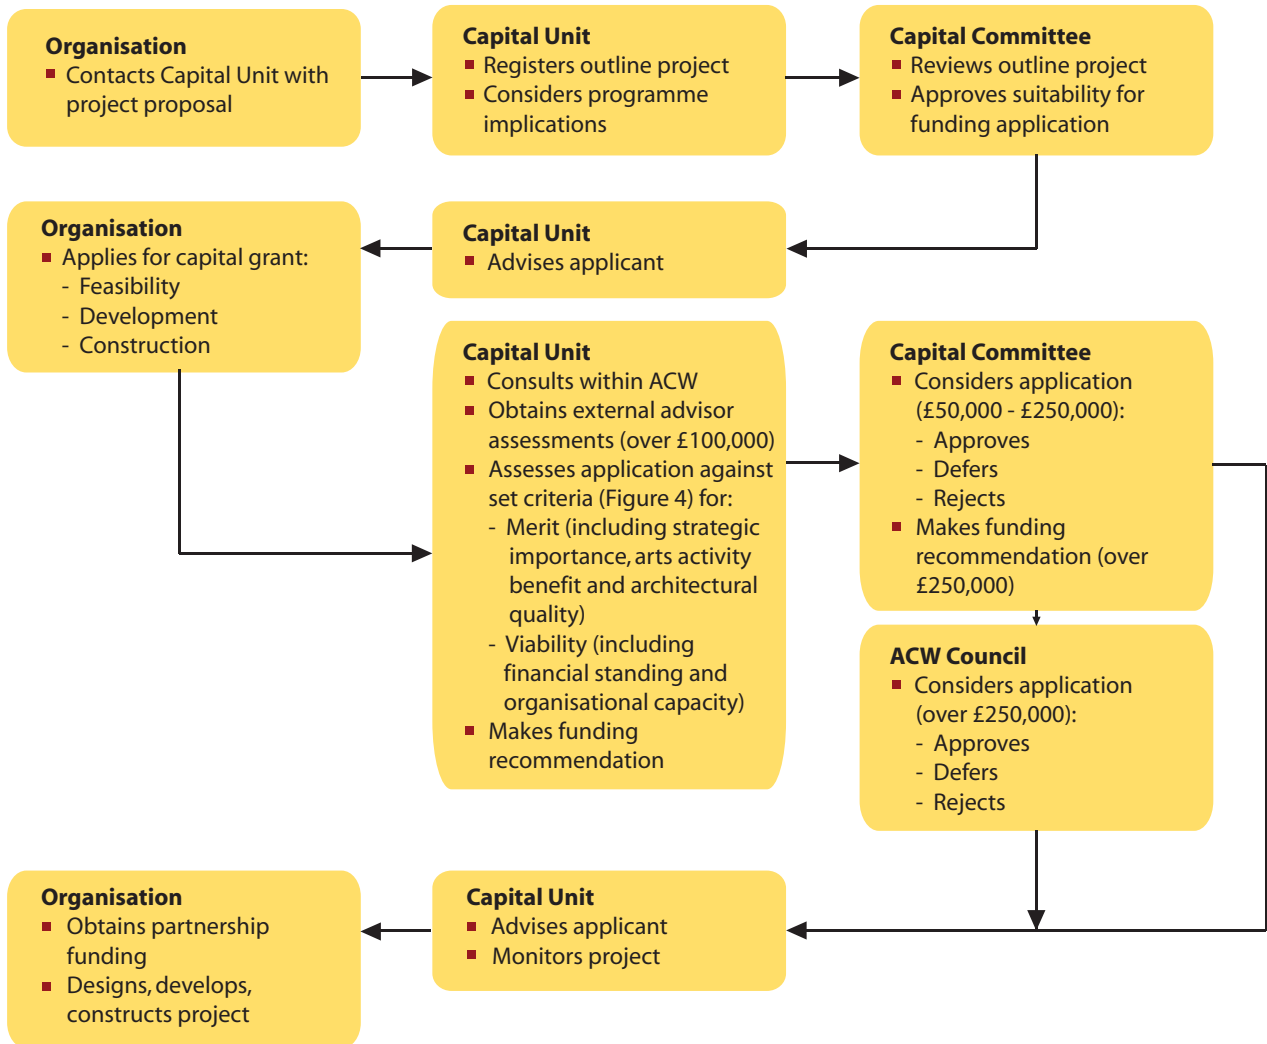 Organisation
■ Contacts Capital Unit with
project proposal
Capital Unit
■ Registers outline project
■ Considers programme
implications
Capital Committee
■ Reviews outline project
■ Approves suitability for
funding application
Capital Unit
■ Advises applicant
Organisation
■ Applies for capital grant:
- Feasibility
- Development
- Construction
Capital Unit
■ Consults within ACW
■ Obtains external advisor
assessments (over £100,000)
■ Assesses application against
set criteria (Figure 4) for:
- Merit (including strategic
importance, arts activity
benefit and architectural
quality)
- Viability (including
financial standing and
organisational capacity)
■ Makes funding
recommendation
Capital Committee
■ Considers application
(£50,000 - £250,000):
- Approves
- Defers
- Rejects
■ Makes funding
recommendation (over
£250,000)
ACW Council
■ Considers application
(over £250,000):
- Approves
- Defers
- Rejects
Capital Unit
■ Advises applicant
■ Monitors project
Organisation
■ Obtains partnership
funding
■ Designs, develops,
constructs project